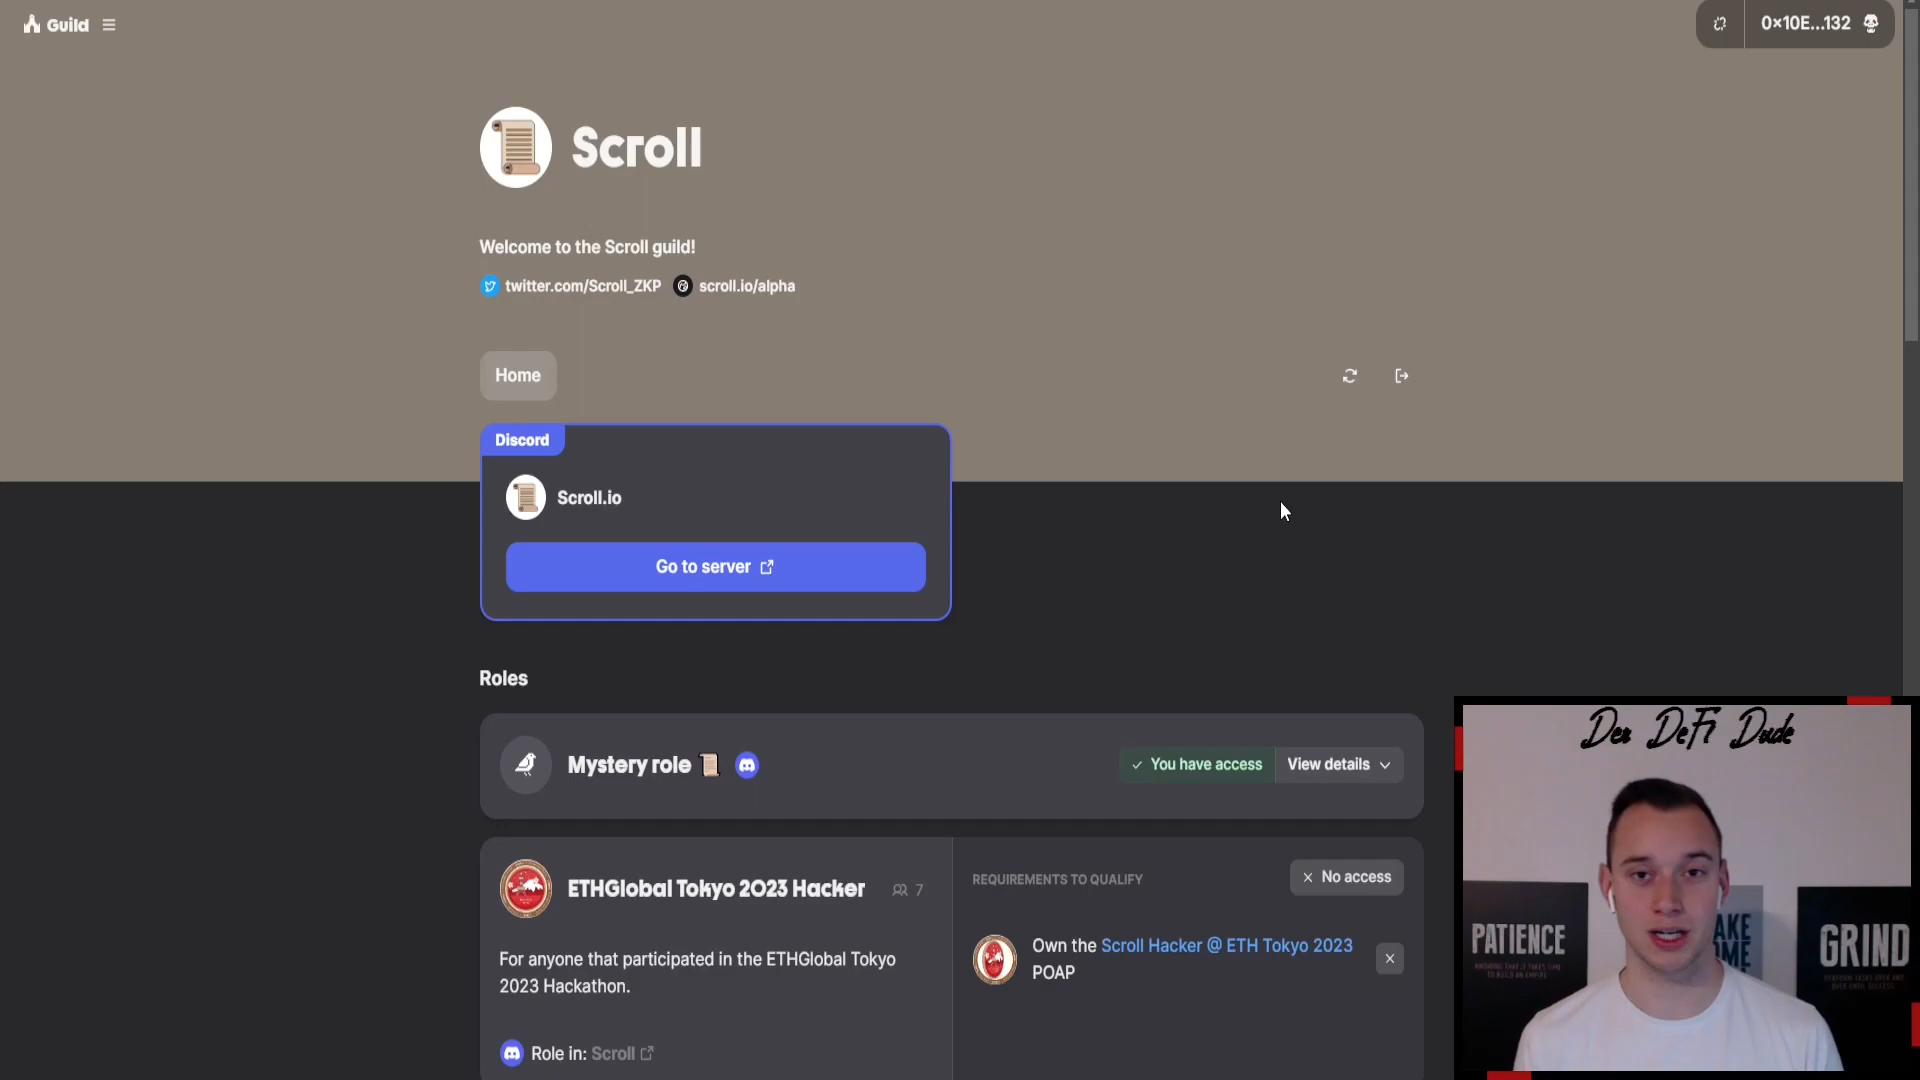 Guild
0×10E...132
Scroll
Welcome to the Scroll guild!
twitter.com/Scroll_ZKP scroll.io/alpha
Home
Discord
Scroll.io
Go to server
Roles
Mystery role
You have access
View details
ETHGlobal Tokyo 2023 Hacker
7
For anyone that participated in the ETHGlobal Tokyo
2023 Hackathon.
Role in: Scroll
REQUIREMENTS TO QUALIFY
No access
Own the Scroll Hacker @ ETH Tokyo 2023
POAP
Der DeFi Dude
PATIENCE
GRIND